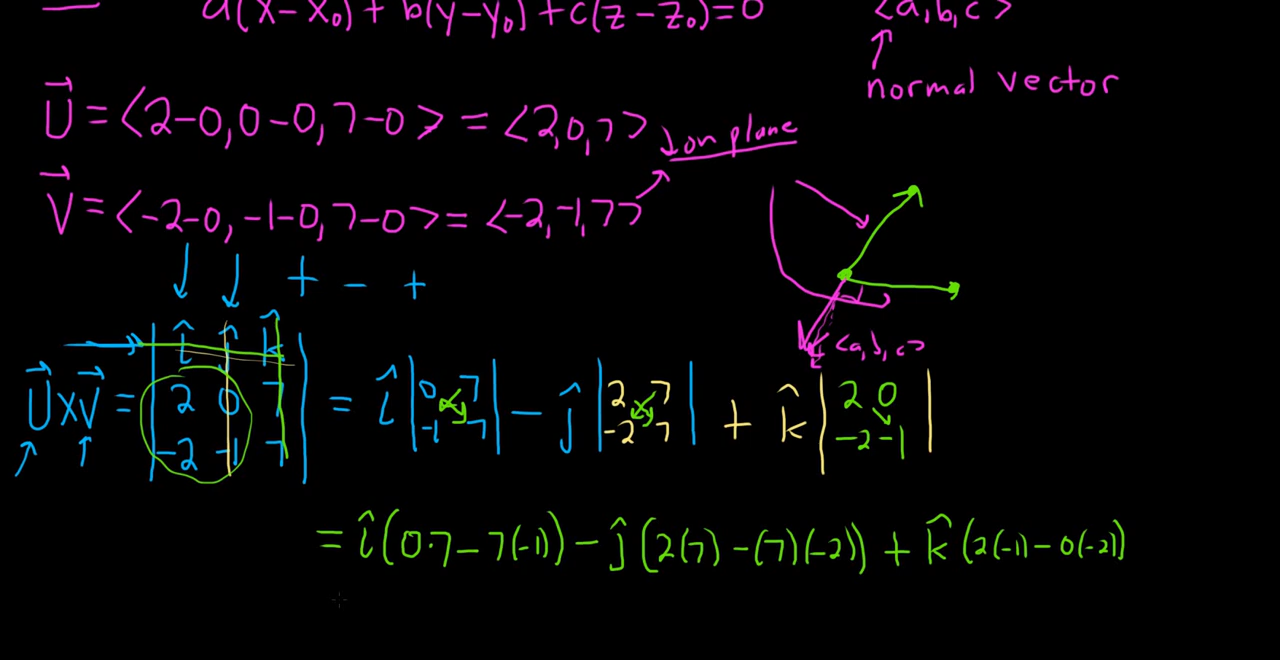 a(x-x₀) + b(y-y₀) + c(z-z₀)=0 <a,b,c>
normal vector
U⃗ = <2-0,0-0,7-0> = <2,0,7>
on plane
V⃗ = <-2-0,-1-0,7-0> = <-2,-1,7>
+ - +
<a,b,c>
î ĵ k̂
U⃗ x V⃗ = |2 0 7| = î |0 7| - ĵ |2 7| + k̂ |2 0|
|-2 -1 7| |-1 7| |-2 7| |-2 -1|
= î(0·7-7(-1)) - ĵ(2(7)-(7)(-2)) + k̂(2(-1)-0(-2))